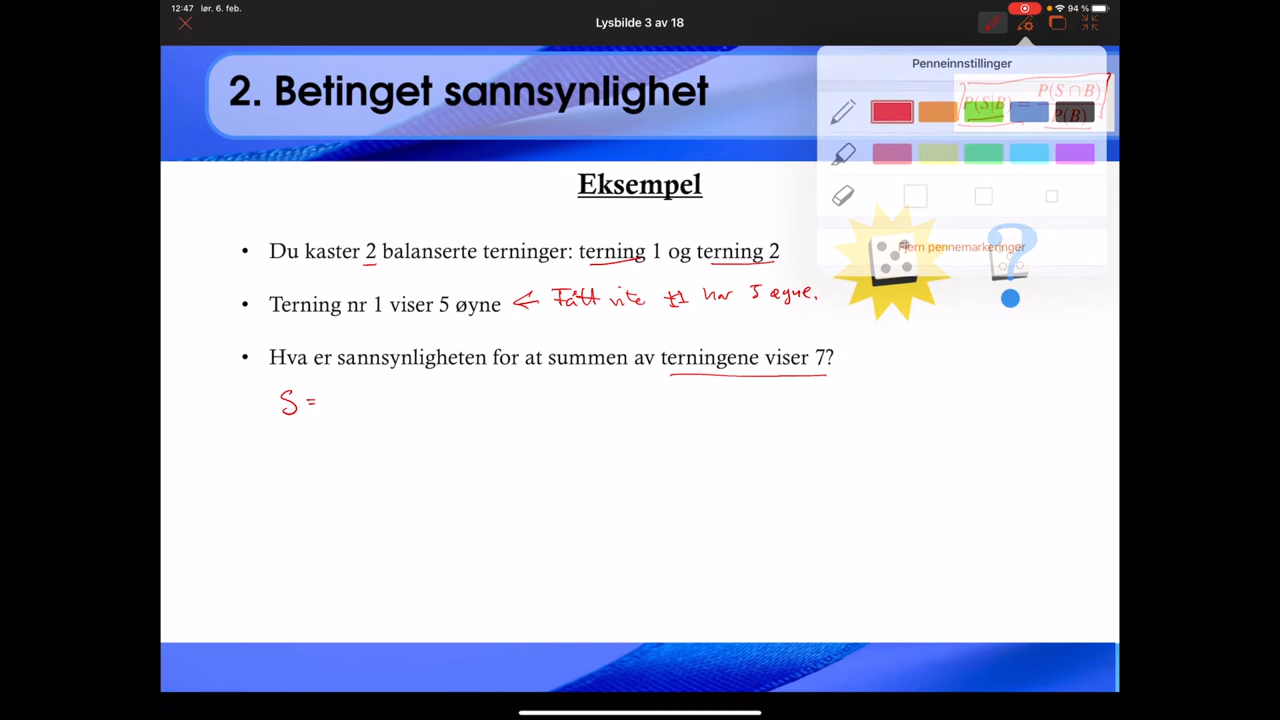 12:47 lør. 6. feb.
94 %
Lysbilde 3 av 18
Penneinnstillinger
2. Betinget sannsynlighet
P(S|B) = P(S ∩ B)
P(B)
Eksempel
Fjern pennemarkeringer
• Du kaster 2 balanserte terninger: terning 1 og terning 2
?
• Terning nr 1 viser 5 øyne ← Fått vite t1 har 5 øyne.
• Hva er sannsynligheten for at summen av terningene viser 7?
S =